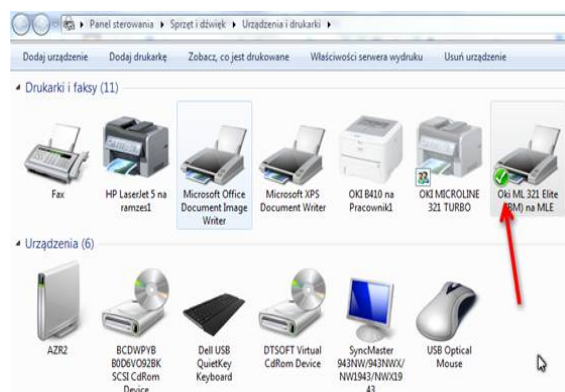 Panel sterowania ▸ Sprzęt i dźwięk ▸ Urządzenia i drukarki ▸
Dodaj urządzenie Dodaj drukarkę Zobacz, co jest drukowane Właściwości serwera wydruku Usuń urządzenie
Drukarki i faksy (11)
Fax
HP LaserJet 5 na
ramzes1
Microsoft Office
Document Image
Writer
Microsoft XPS
Document Writer
OKI B410 na
Pracownik1
OKI MICROLINE
321 TURBO
Oki ML 321 Elite
(IBM) na MLE
Urządzenia (6)
AZR2
BCDWPYB
B0D6VO92BK
SCSI CdRom
Device
Dell USB
QuietKey
Keyboard
DTSOFT Virtual
CdRom Device
SyncMaster
943NW/943NWX/
NW1943/NWX19
43
USB Optical
Mouse